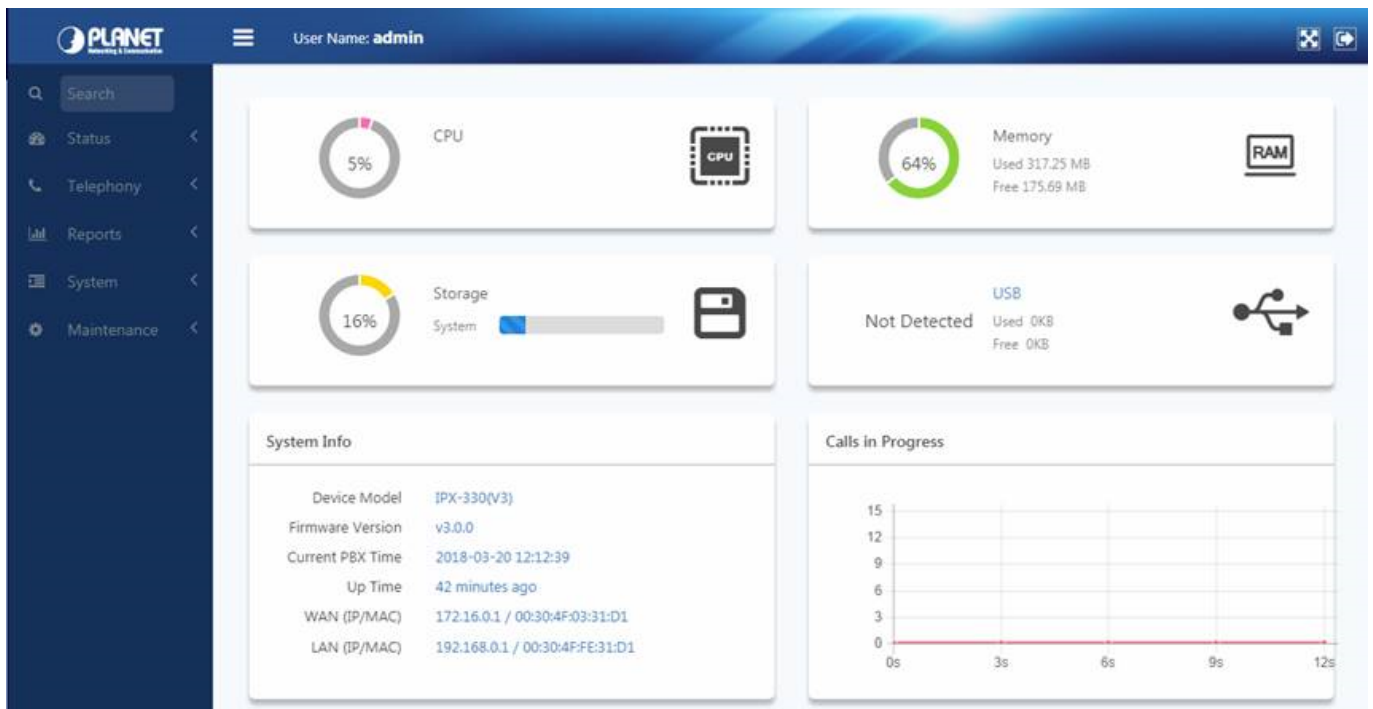 PLANET
Networking & Communication
User Name: admin
Search
Status
Telephony
Reports
System
Maintenance
5%
CPU
CPU
64%
Memory
Used 317.25 MB
Free 175.69 MB
RAM
16%
Storage
System
Not Detected
USB
Used 0KB
Free 0KB
System Info
Device Model IPX-330(V3)
Firmware Version v3.0.0
Current PBX Time 2018-03-20 12:12:39
Up Time 42 minutes ago
WAN (IP/MAC) 172.16.0.1 / 00:30:4F:03:31:D1
LAN (IP/MAC) 192.168.0.1 / 00:30:4F:FE:31:D1
Calls in Progress
15
12
9
6
3
0
0s 3s 6s 9s 12s